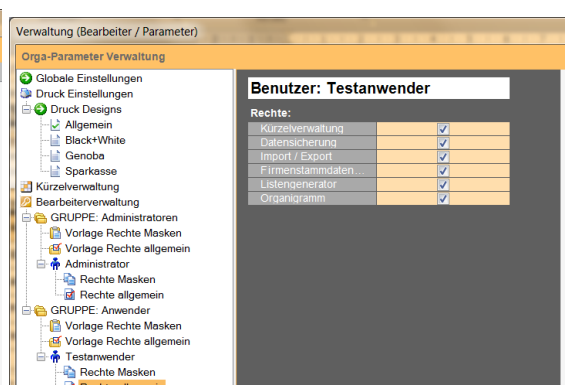 Verwaltung (Bearbeiter / Parameter)
Orga-Parameter Verwaltung
Globale Einstellungen
Druck Einstellungen
Druck Designs
Allgemein
Black+White
Genoba
Sparkasse
Kürzelverwaltung
Bearbeiterverwaltung
GRUPPE: Administratoren
Vorlage Rechte Masken
Vorlage Rechte allgemein
Administrator
Rechte Masken
Rechte allgemein
GRUPPE: Anwender
Vorlage Rechte Masken
Vorlage Rechte allgemein
Testanwender
Rechte Masken
Rechte allgemein
Benutzer: Testanwender
Rechte:
Kürzelverwaltung
Datensicherung
Import / Export
Firmenstammdaten...
Listengenerator
Organigramm